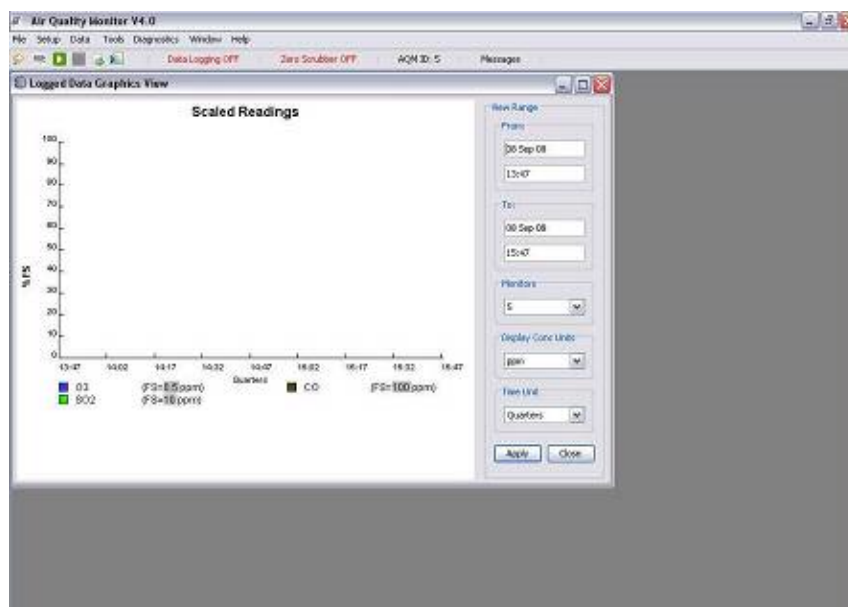 Air Quality Monitor V4.0
File Setup Data Tools Diagnostics Window Help
Data Logging OFF Zero Scrubber OFF AQM ID: 5 Messages
Logged Data Graphics View
Scaled Readings
View Range
From:
08 Sep 08
13:47
To:
08 Sep 08
15:47
Monitors
5
Display Conc Units
ppm
Time Unit
Quarters
Apply Close
% FS
100
90
80
70
60
50
40
30
20
10
0
13:47 14:02 14:17 14:32 14:47 15:02 15:17 15:32 15:47
Quarters
O3 (FS=0.5 ppm) CO (FS=100 ppm)
SO2 (FS=10 ppm)